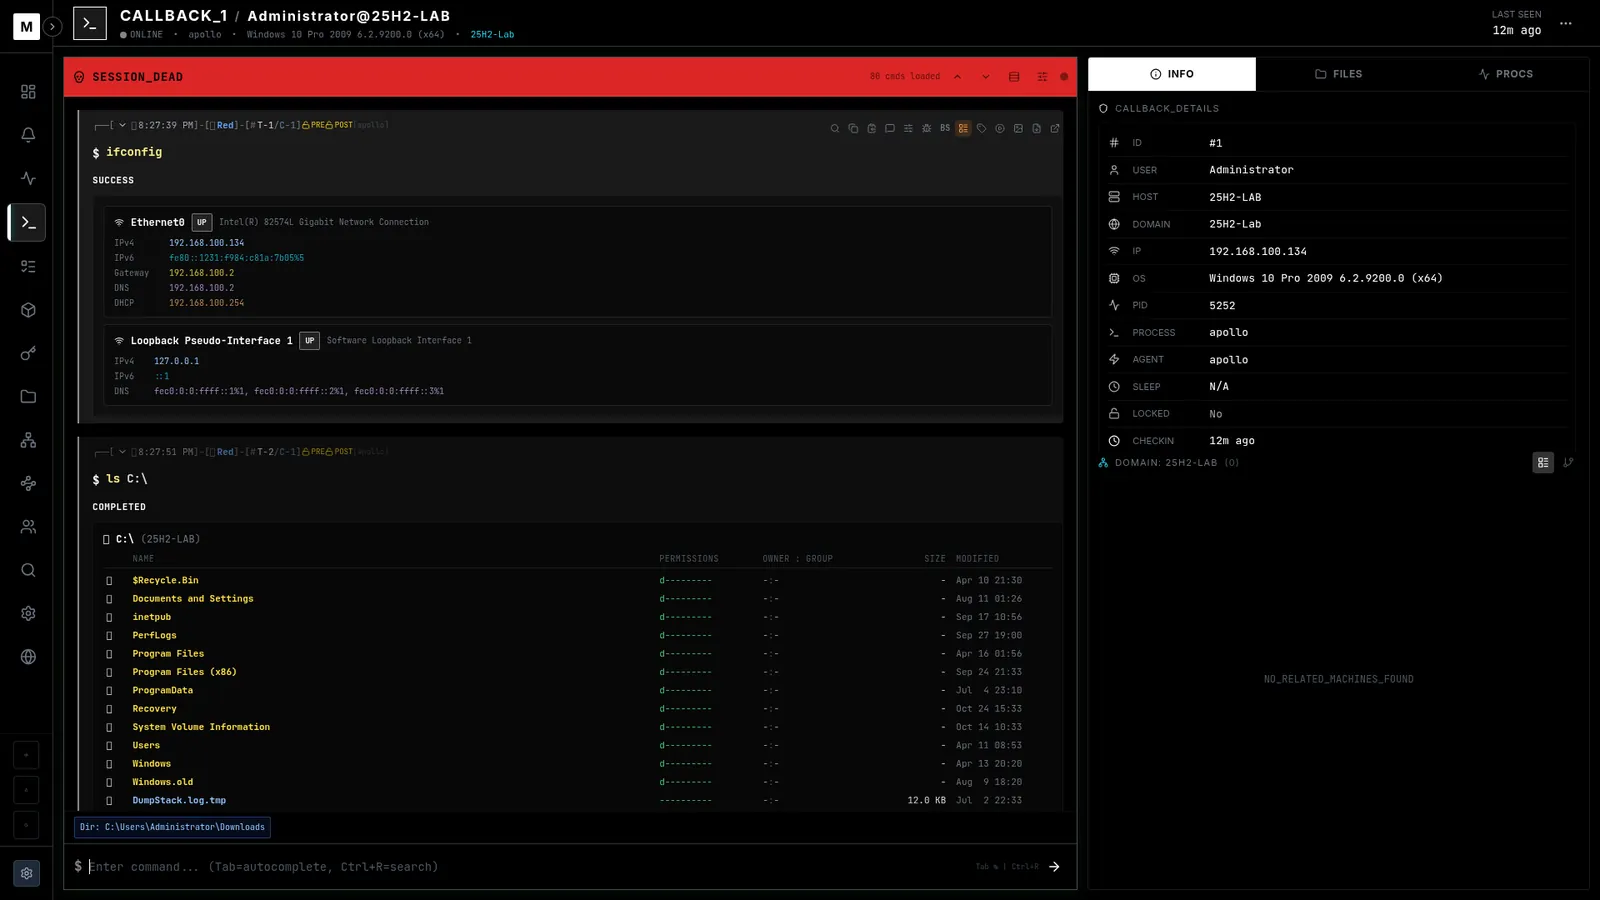 M
CALLBACK_1 / Administrator@25H2-LAB
ONLINE • apollo • Windows 10 Pro 2009 6.2.9200.0 (x64) • 25H2-Lab
LAST SEEN
12m ago
SESSION_DEAD
80 cmds loaded
8:27:39 PM]-[Red]-[#T-1/C-1] PRE POST [apollo]
BS
$ ifconfig
SUCCESS
Ethernet0 UP Intel(R) 82574L Gigabit Network Connection
IPv4 192.168.100.134
IPv6 fe80::1231:f984:c81a:7b05%5
Gateway 192.168.100.2
DNS 192.168.100.2
DHCP 192.168.100.254
Loopback Pseudo-Interface 1 UP Software Loopback Interface 1
IPv4 127.0.0.1
IPv6 ::1
DNS fec0:0:0:ffff::1%1, fec0:0:0:ffff::2%1, fec0:0:0:ffff::3%1
8:27:51 PM]-[Red]-[#T-2/C-1] PRE POST [apollo]
$ ls C:\
COMPLETED
C:\ (25H2-LAB)
NAME PERMISSIONS OWNER : GROUP SIZE MODIFIED
$Recycle.Bin d--------- -:- - Apr 10 21:30
Documents and Settings d--------- -:- - Aug 11 01:26
inetpub d--------- -:- - Sep 17 10:56
PerfLogs d--------- -:- - Sep 27 19:00
Program Files d--------- -:- - Apr 16 01:56
Program Files (x86) d--------- -:- - Sep 24 21:33
ProgramData d--------- -:- - Jul 4 23:10
Recovery d--------- -:- - Oct 24 15:33
System Volume Information d--------- -:- - Oct 14 10:33
Users d--------- -:- - Apr 11 08:53
Windows d--------- -:- - Apr 13 20:20
Windows.old d--------- -:- - Aug 9 18:20
DumpStack.log.tmp ---------- -:- 12.0 KB Jul 2 22:33
Dir: C:\Users\Administrator\Downloads
$ Enter command... (Tab=autocomplete, Ctrl+R=search)
Ctrl+R
INFO
FILES
PROCS
CALLBACK_DETAILS
ID #1
USER Administrator
HOST 25H2-LAB
DOMAIN 25H2-Lab
IP 192.168.100.134
OS Windows 10 Pro 2009 6.2.9200.0 (x64)
PID 5252
PROCESS apollo
AGENT apollo
SLEEP N/A
LOCKED No
CHECKIN 12m ago
DOMAIN: 25H2-LAB (0)
NO_RELATED_MACHINES_FOUND